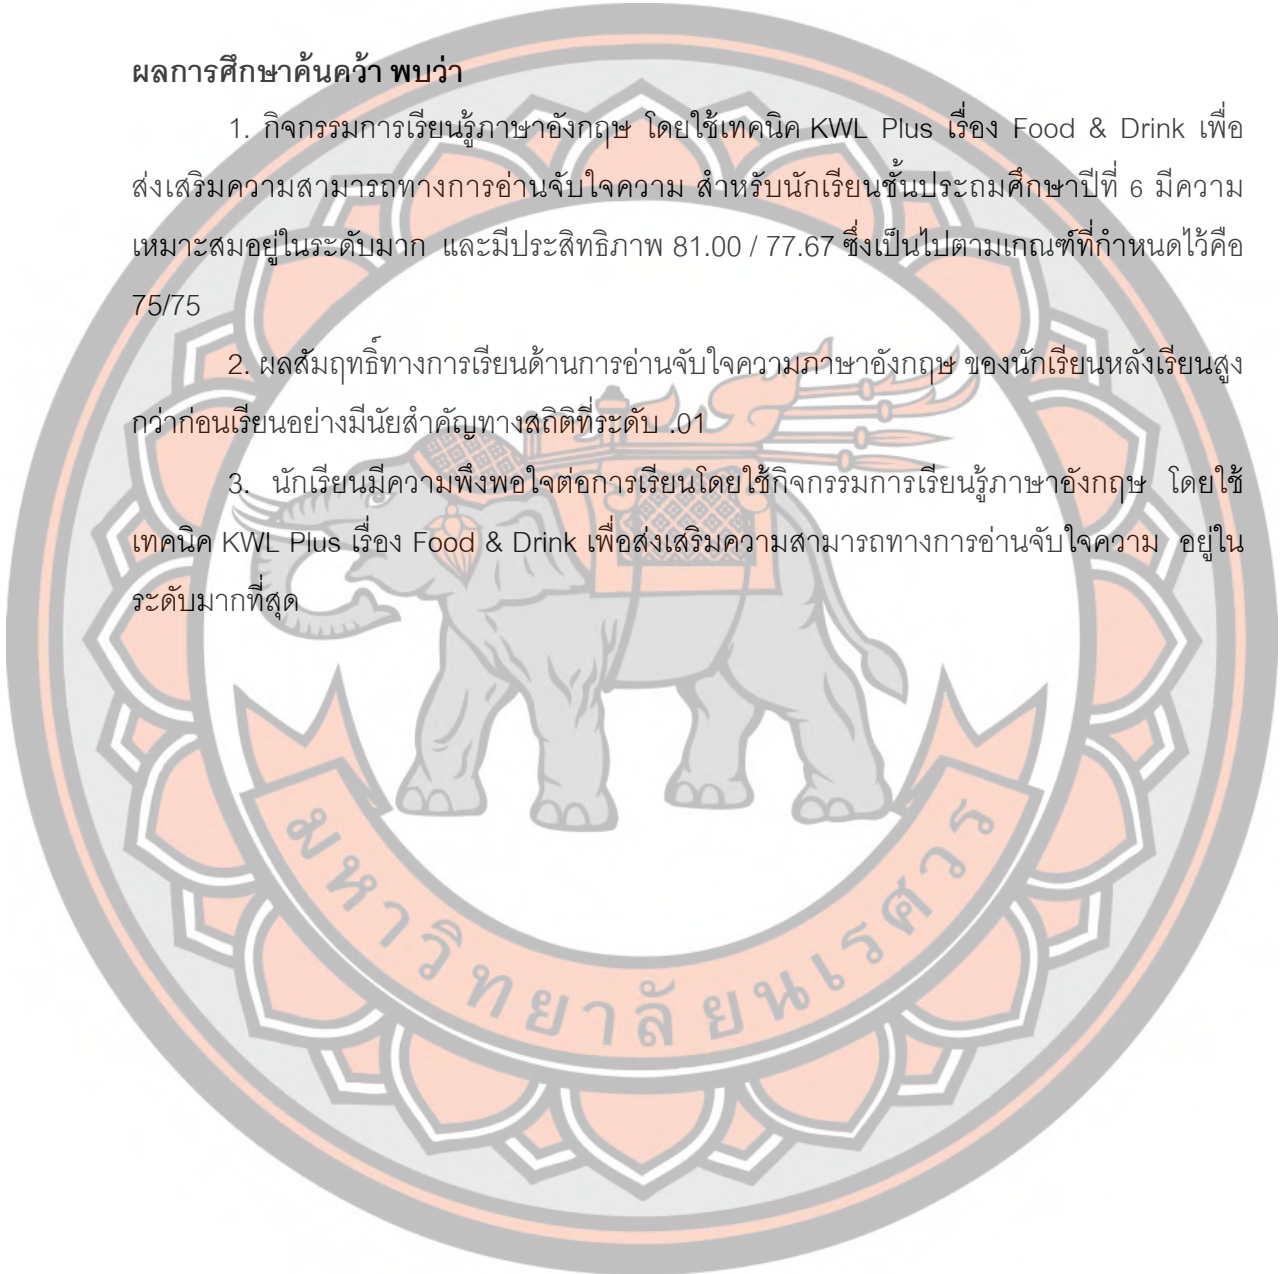 ผลการศึกษาค้นคว้า พบว่า
1. กิจกรรมการเรียนรู้ภาษาอังกฤษ โดยใช้เทคนิค KWL Plus เรื่อง Food & Drink เพื่อ
ส่งเสริมความสามารถทางการอ่านจับใจความ สำหรับนักเรียนชั้นประถมศึกษาปีที่ 6 มีความ
เหมาะสมอยู่ในระดับมาก และมีประสิทธิภาพ 81.00 / 77.67 ซึ่งเป็นไปตามเกณฑ์ที่กำหนดไว้คือ
75/75
2. ผลสัมฤทธิ์ทางการเรียนด้านการอ่านจับใจความภาษาอังกฤษ ของนักเรียนหลังเรียนสูง
กว่าก่อนเรียนอย่างมีนัยสำคัญทางสถิติที่ระดับ .01
3. นักเรียนมีความพึงพอใจต่อการเรียนโดยใช้กิจกรรมการเรียนรู้ภาษาอังกฤษ โดยใช้
เทคนิค KWL Plus เรื่อง Food & Drink เพื่อส่งเสริมความสามารถทางการอ่านจับใจความ อยู่ใน
ระดับมากที่สุด
มหาวิทยาลัยนเรศวร